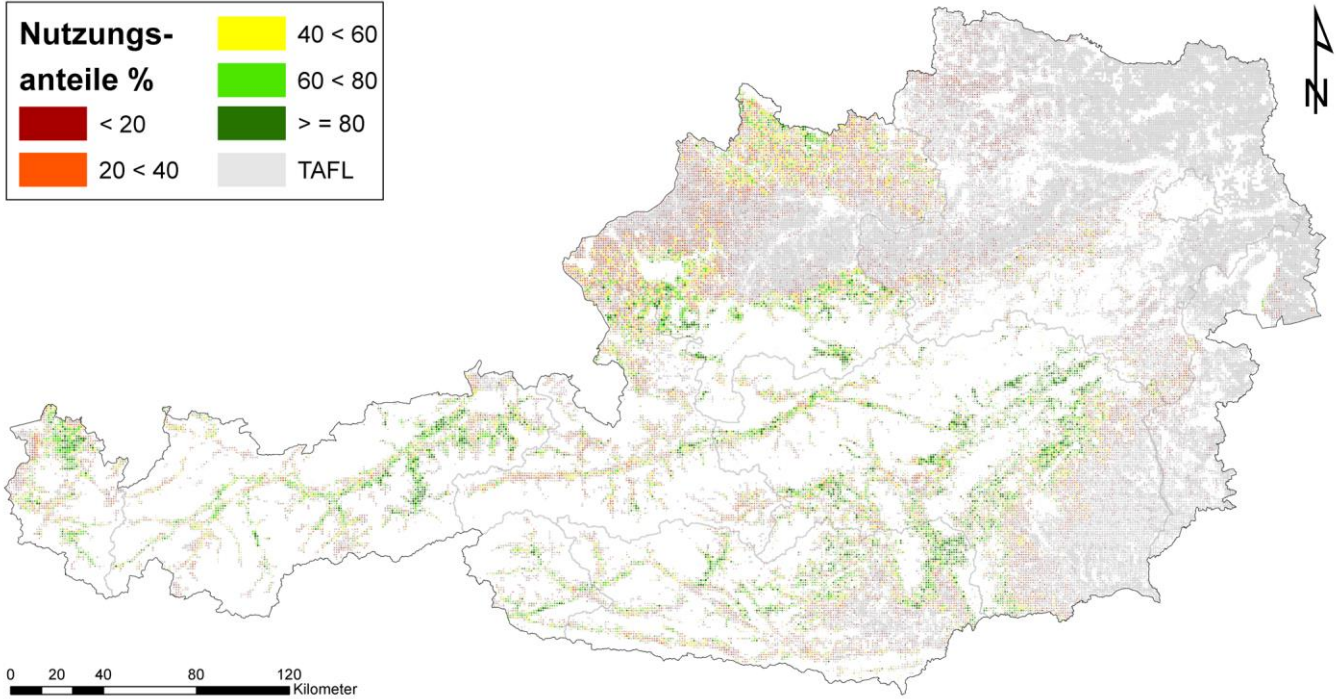 Nutzungs-
anteile %
< 20
20 < 40
40 < 60
60 < 80
> = 80
TAFL
N
0 20 40 80 120
Kilometer